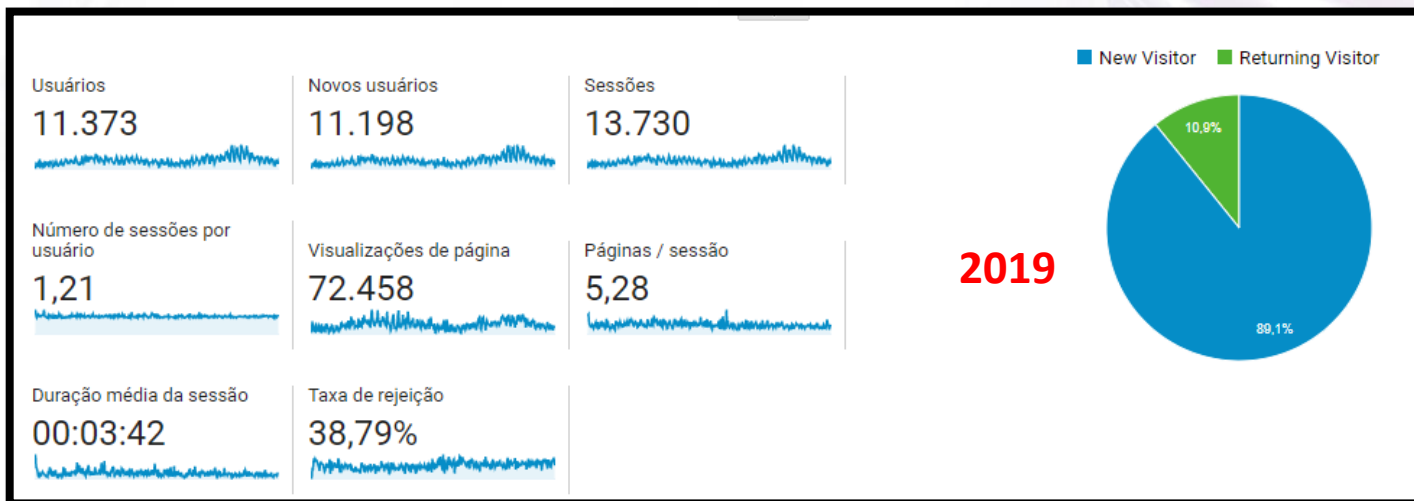 New Visitor Returning Visitor
Usuários
11.373
Novos usuários
11.198
Sessões
13.730
Número de sessões por
usuário
1,21
Visualizações de página
72.458
Páginas / sessão
5,28
Duração média da sessão
00:03:42
Taxa de rejeição
38,79%
2019
10,9%
89,1%